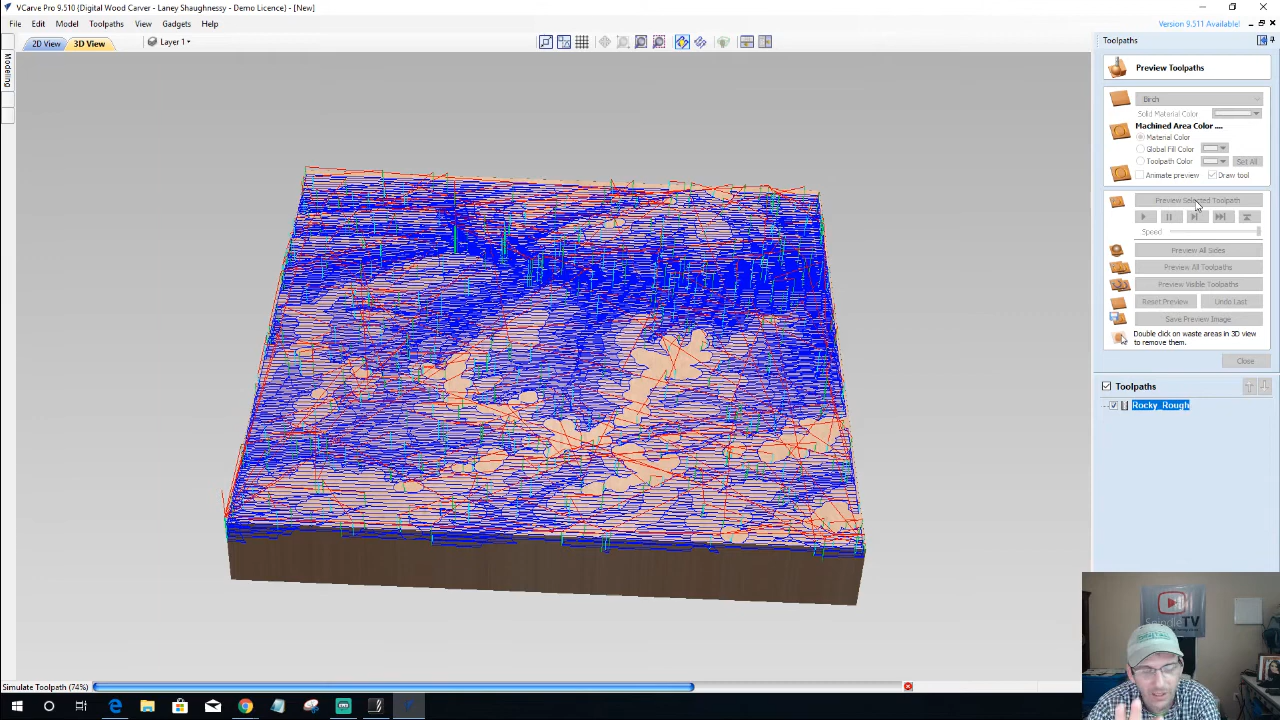 VCarve Pro 9.510 {Digital Wood Carver - Laney Shaughnessy - Demo Licence} - [New]
File Edit Model Toolpaths View Gadgets Help
Version 9.511 Available!
2D View 3D View Layer 1
Modeling
Toolpaths
Preview Toolpaths
Birch
Solid Material Color
Machined Area Color ....
Material Color
Global Fill Color
Toolpath Color Set All
Animate preview Draw tool
Preview Selected Toolpath
Speed
Preview All Sides
Preview All Toolpaths
Preview Visible Toolpaths
Reset Preview Undo Last
Save Preview Image
Double click on waste areas in 3D view
to remove them.
Close
Toolpaths
Rocky_Rough
SpindleTV
Simulate Toolpath (74%)